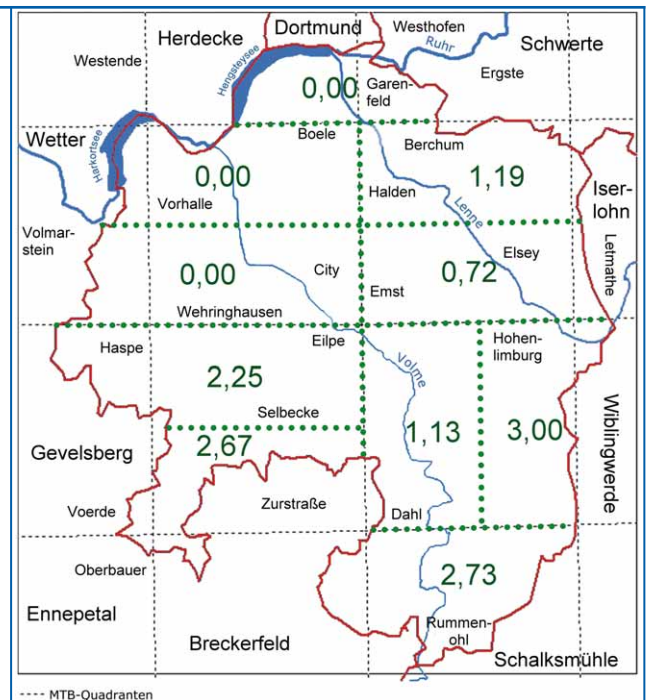 Dortmund
Westhofen
Herdecke
Schwerte
Ruhr
Westende
Hengsteysee
Ergste
Garen-
feld
0,00
Boele
Wetter
Harkortsee
Berchum
0,00
1,19
Iser-
lohn
Halden
Vorhalle
Lenne
Volmar-
stein
Elsey
Letmathe
City
0,00
0,72
Emst
Wehringhausen
Haspe
Eilpe
Hohen-
limburg
Volme
2,25
Selbecke
Wiblingwerde
1,13
3,00
Gevelsberg
2,67
Zurstraße
Voerde
Dahl
Oberbauer
2,73
Ennepetal
Rummen-
ohl
Breckerfeld
Schalksmühle
---- MTB-Quadranten